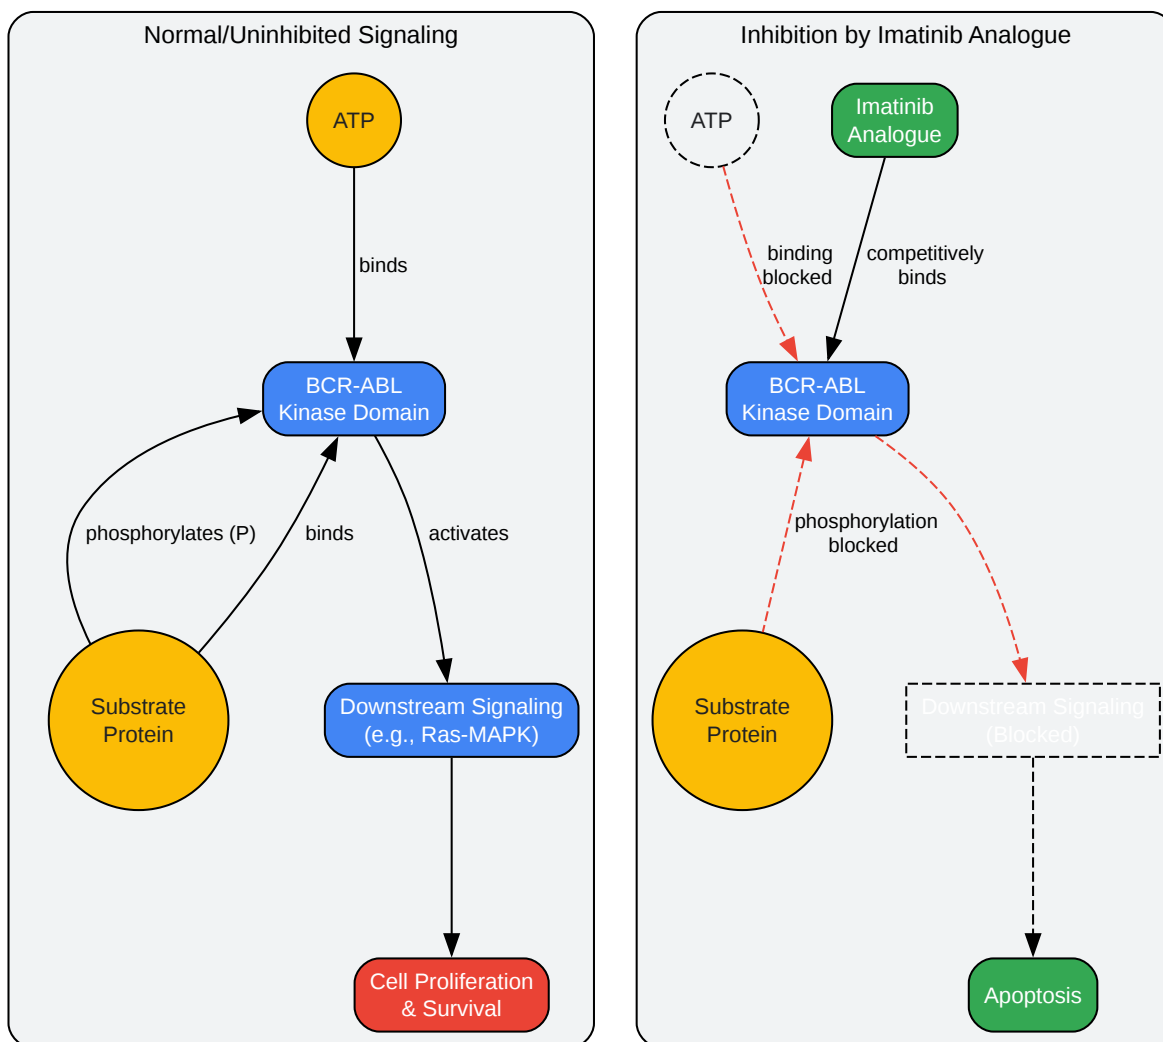 Normal/Uninhibited Signaling
ATP
binds
BCR-ABL
Kinase Domain
phosphorylates (P)
binds
activates
Substrate
Protein
Downstream Signaling
(e.g., Ras-MAPK)
Cell Proliferation
& Survival
Inhibition by Imatinib Analogue
ATP
Imatinib
Analogue
binding
blocked
competitively
binds
BCR-ABL
Kinase Domain
phosphorylation
blocked
Substrate
Protein
Downstream Signaling
(Blocked)
Apoptosis